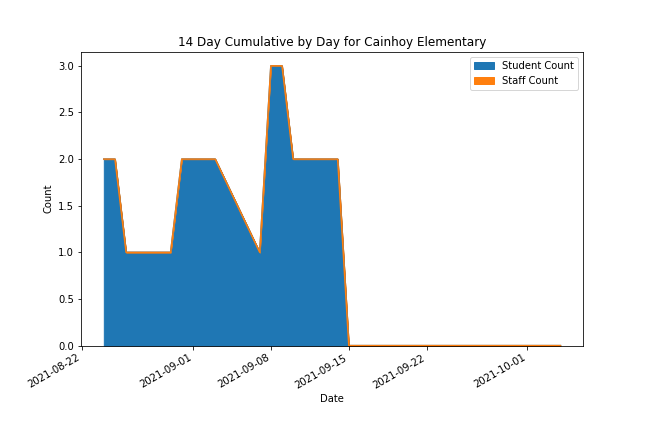 14 Day Cumulative by Day for Cainhoy Elementary
Student Count
Staff Count
3.0
2.5
2.0
1.5
1.0
0.5
0.0
Count
2021-08-22
2021-09-01
2021-09-08
2021-09-15
2021-09-22
2021-10-01
Date